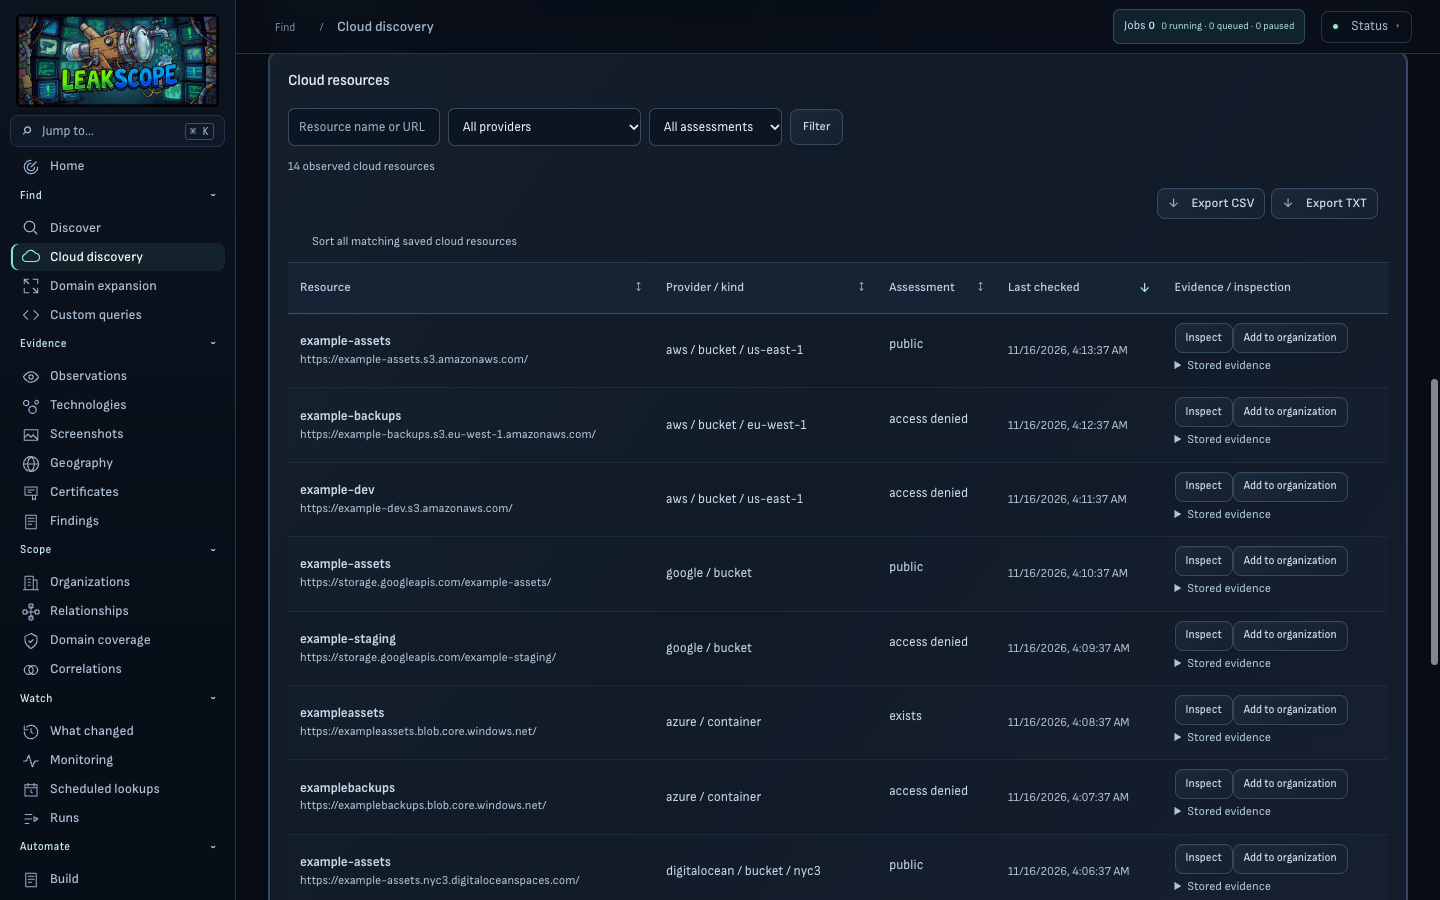 LEAKSCOPE
Find / Cloud discovery
Jobs 0 0 running · 0 queued · 0 paused
Status
Jump to...
⌘ K
Home
Find
Discover
Cloud discovery
Domain expansion
Custom queries
Evidence
Observations
Technologies
Screenshots
Geography
Certificates
Findings
Scope
Organizations
Relationships
Domain coverage
Correlations
Watch
What changed
Monitoring
Scheduled lookups
Runs
Automate
Build
Cloud resources
Resource name or URL All providers All assessments Filter
14 observed cloud resources
Export CSV Export TXT
Sort all matching saved cloud resources
Resource Provider / kind Assessment Last checked Evidence / inspection
example-assets
https://example-assets.s3.amazonaws.com/
aws / bucket / us-east-1
public
11/16/2026, 4:13:37 AM
Inspect Add to organization
Stored evidence
example-backups
https://example-backups.s3.eu-west-1.amazonaws.com/
aws / bucket / eu-west-1
access denied
11/16/2026, 4:12:37 AM
Inspect Add to organization
Stored evidence
example-dev
https://example-dev.s3.amazonaws.com/
aws / bucket / us-east-1
access denied
11/16/2026, 4:11:37 AM
Inspect Add to organization
Stored evidence
example-assets
https://storage.googleapis.com/example-assets/
google / bucket
public
11/16/2026, 4:10:37 AM
Inspect Add to organization
Stored evidence
example-staging
https://storage.googleapis.com/example-staging/
google / bucket
access denied
11/16/2026, 4:09:37 AM
Inspect Add to organization
Stored evidence
exampleassets
https://exampleassets.blob.core.windows.net/
azure / container
exists
11/16/2026, 4:08:37 AM
Inspect Add to organization
Stored evidence
examplebackups
https://examplebackups.blob.core.windows.net/
azure / container
access denied
11/16/2026, 4:07:37 AM
Inspect Add to organization
Stored evidence
example-assets
https://example-assets.nyc3.digitaloceanspaces.com/
digitalocean / bucket / nyc3
public
11/16/2026, 4:06:37 AM
Inspect Add to organization
Stored evidence